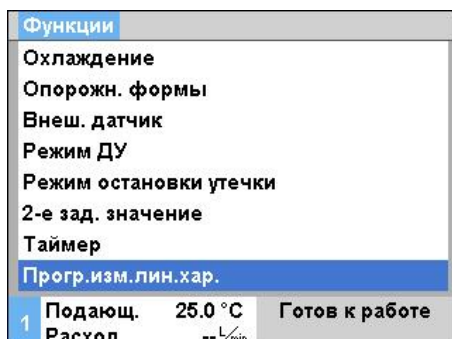 Функции
Охлаждение
Опорожн. формы
Внеш. датчик
Режим ДУ
Режим остановки утечки
2-е зад. значение
Таймер
Прогр.изм.лин.хар.
1 Подающ. 25.0 °C Готов к работе
Расход -- L/min